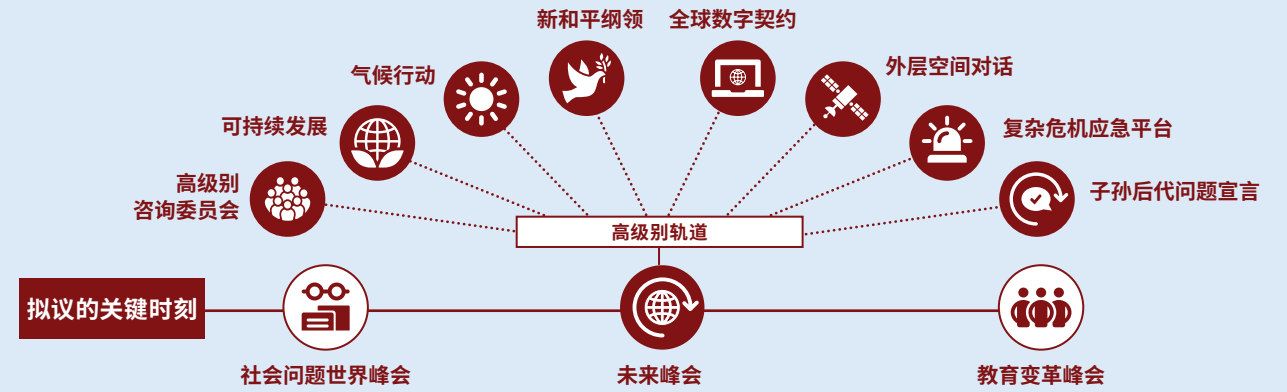 新和平纲领
全球数字契约
气候行动
外层空间对话
可持续发展
复杂危机应急平台
高级别
咨询委员会
子孙后代问题宣言
高级别轨道
拟议的关键时刻
社会问题世界峰会
未来峰会
教育变革峰会